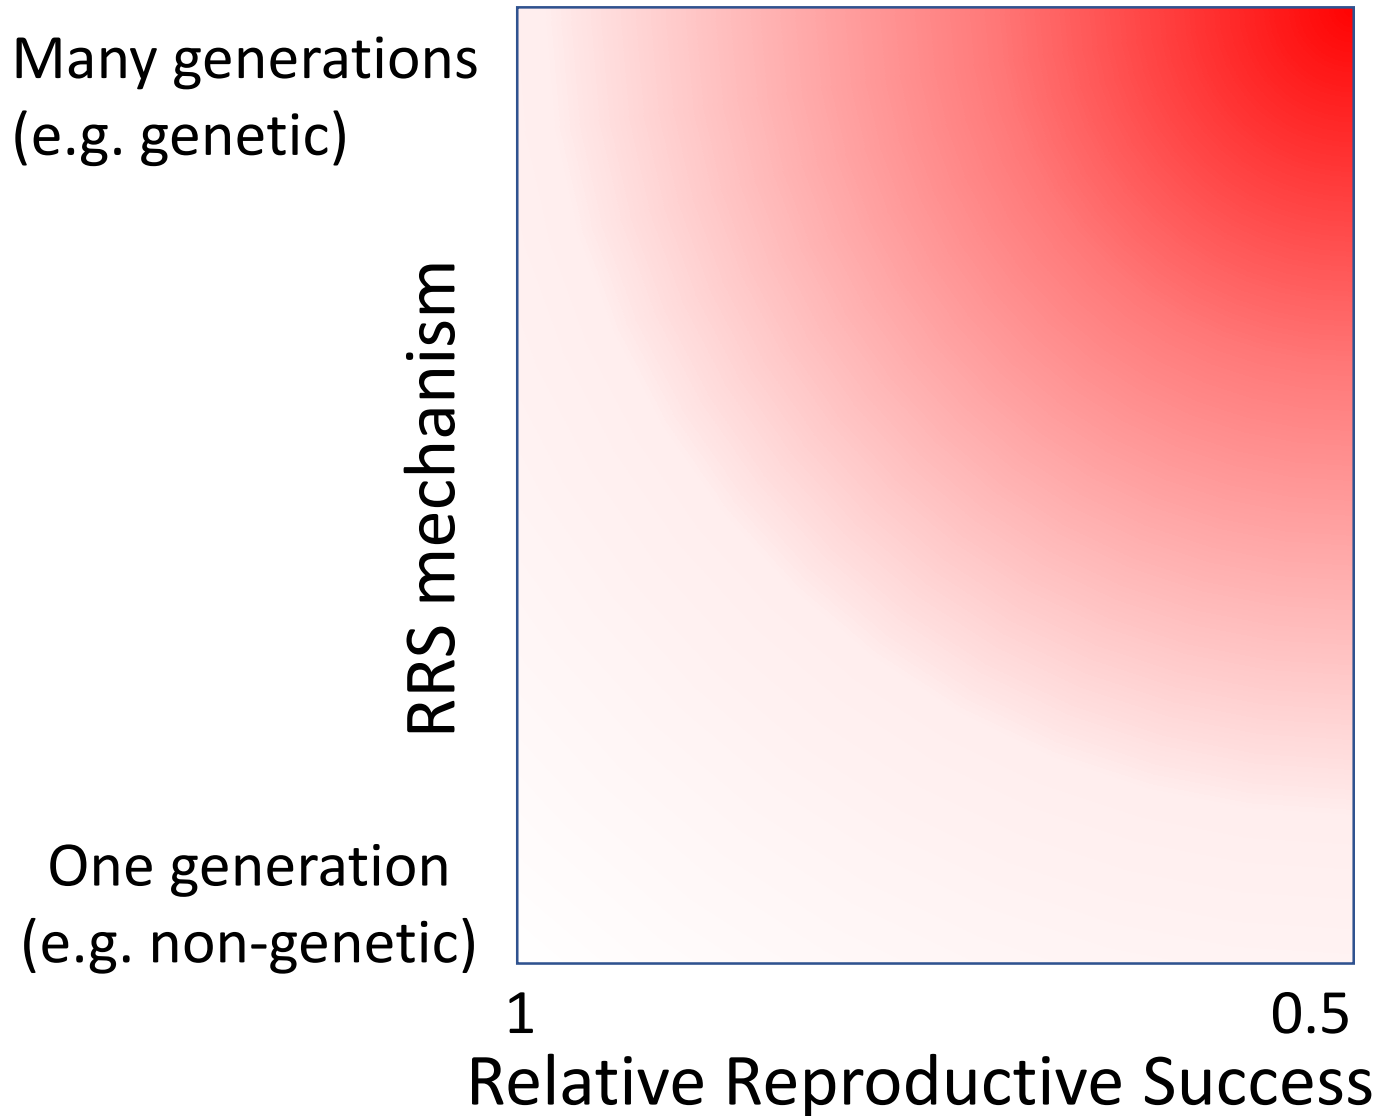 Many generations
(e.g. genetic)
RRS mechanism
One generation
(e.g. non-genetic)
1
0.5
Relative Reproductive Success